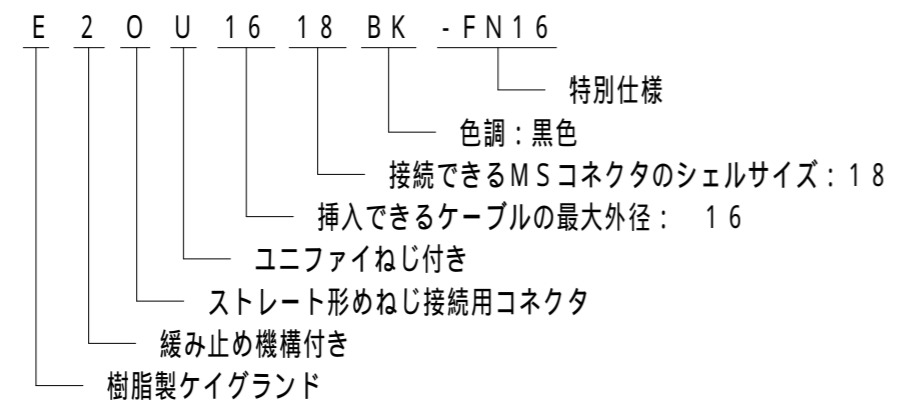 E 2 O U 16 18 BK -FN16
特別仕様
色調：黒色
接続できるMSコネクタのシェルサイズ：18
挿入できるケーブルの最大外径： 16
ユニファイねじ付き
ストレート形めねじ接続用コネクタ
緩み止め機構付き
樹脂製ケイグランド